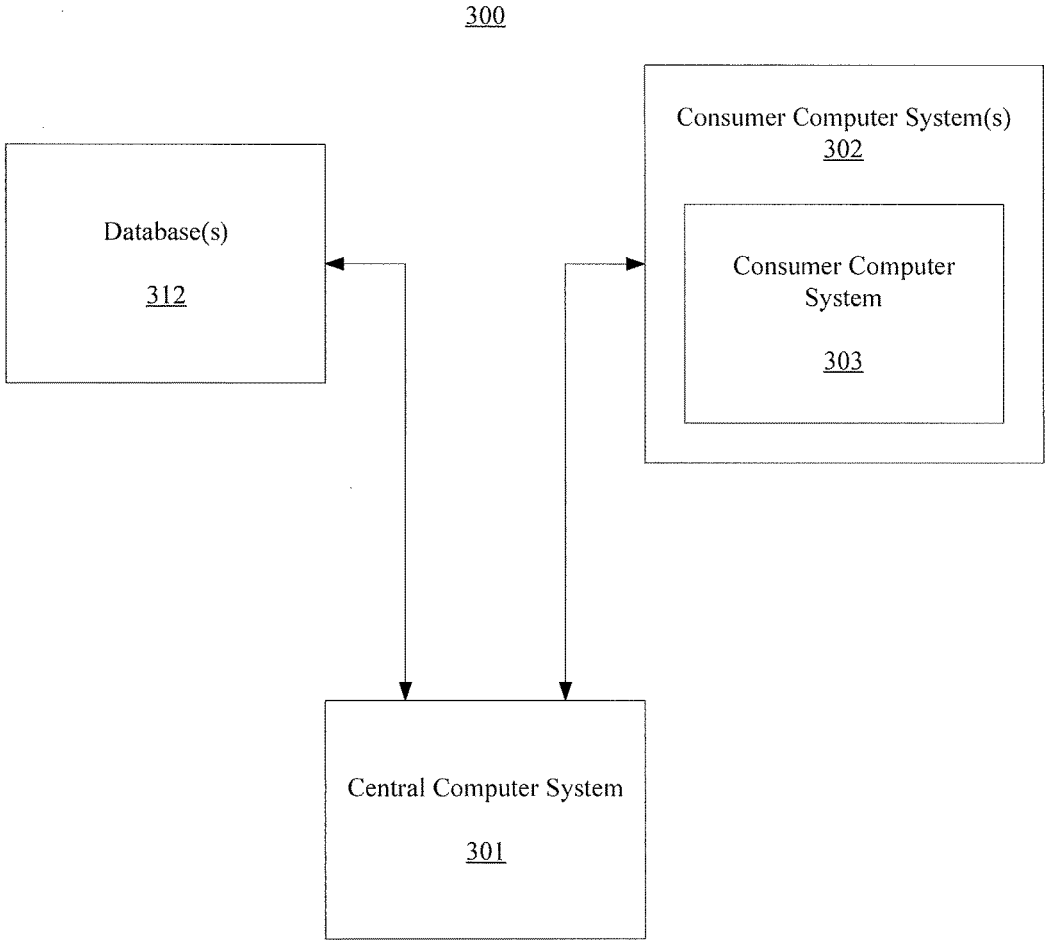 300
Consumer Computer System(s)
302
Database(s)
312
Consumer Computer
System
303
Central Computer System
301